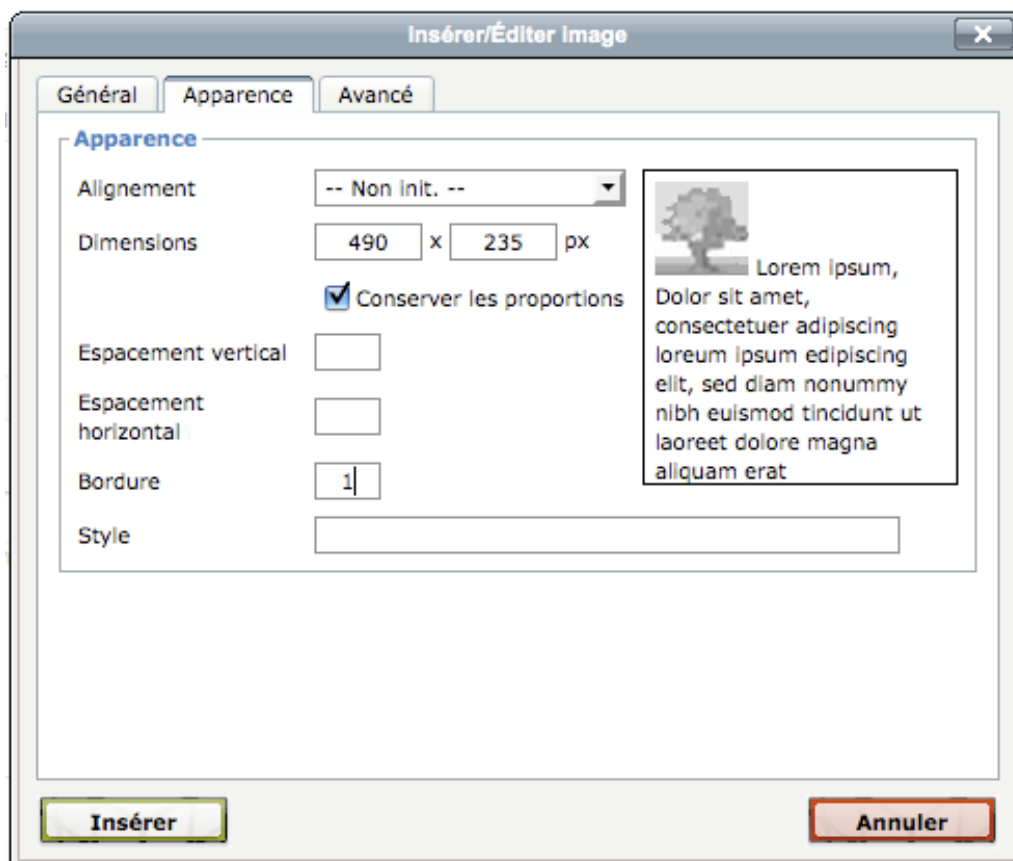 Insérer/Éditer image
Général Apparence Avancé
Apparence
Alignement -- Non init. --
Dimensions 490 x 235 px
Conserver les proportions
Espacement vertical
Espacement
horizontal
Bordure 1
Style
Lorem ipsum,
Dolor sit amet,
consectetuer adipiscing
loreum ipsum edipiscing
elit, sed diam nonummy
nibh euismod tincidunt ut
laoreet dolore magna
aliquam erat
Insérer Annuler